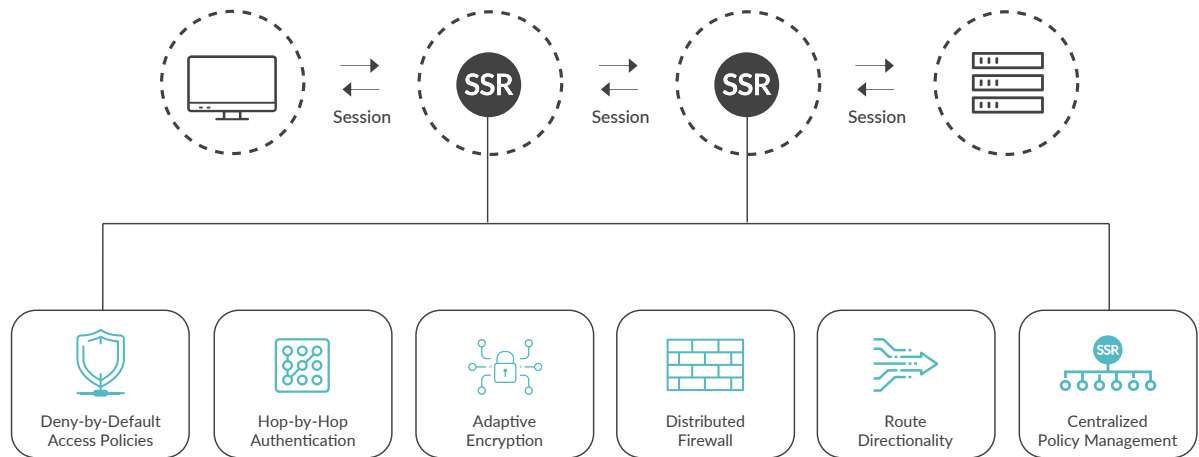 SSR
SSR
Session
Session
Session
SSR
Deny-by-Default
Access Policies
Hop-by-Hop
Authentication
Adaptive
Encryption
Distributed
Firewall
Route
Directionality
Centralized
Policy Management